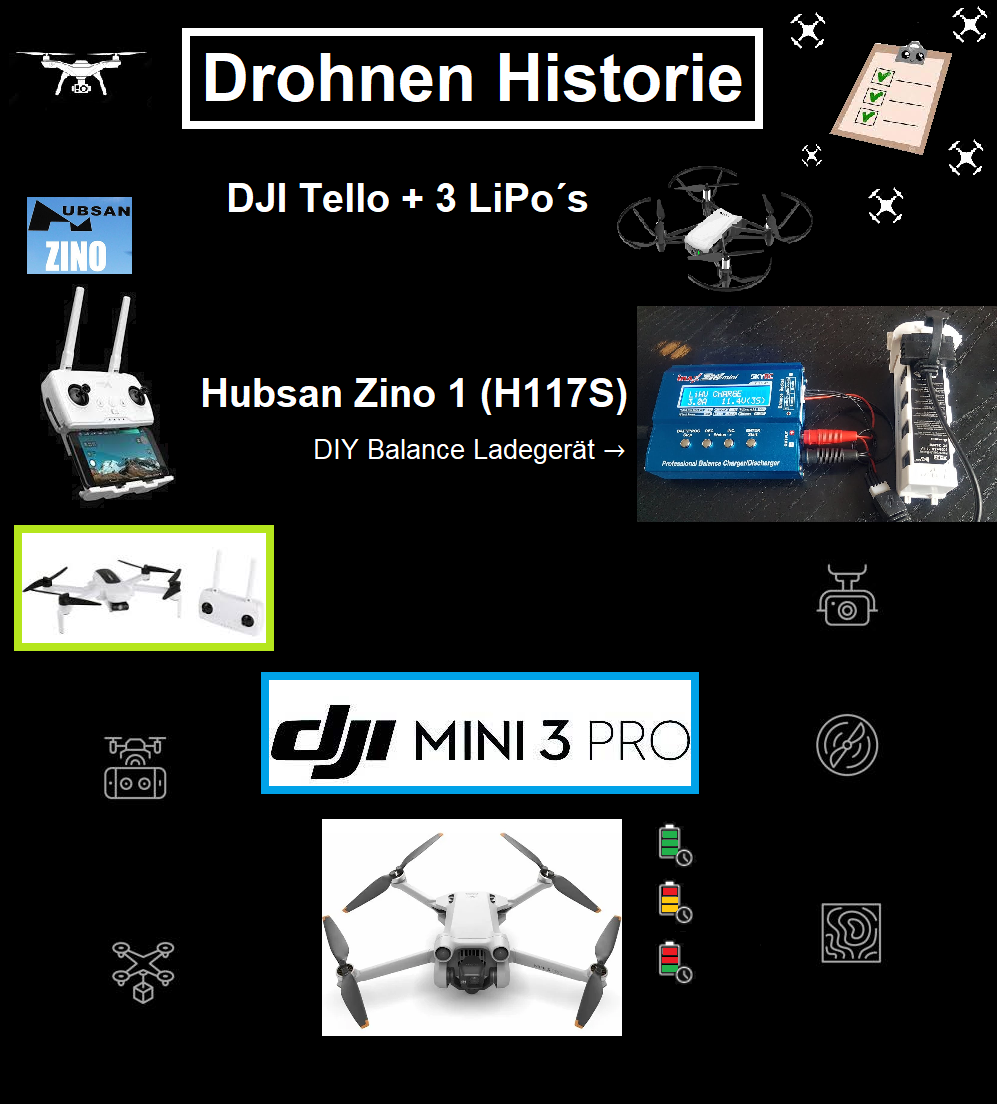 Drohnen Historie
DJI Tello + 3 LiPo´s
HUBSAN
ZINO
Hubsan Zino 1 (H117S)
DIY Balance Ladegerät →
LiHV CHARGE
3.0A 11.4V(3S)
Professional Balance Charger/Discharger
dji MINI 3 PRO